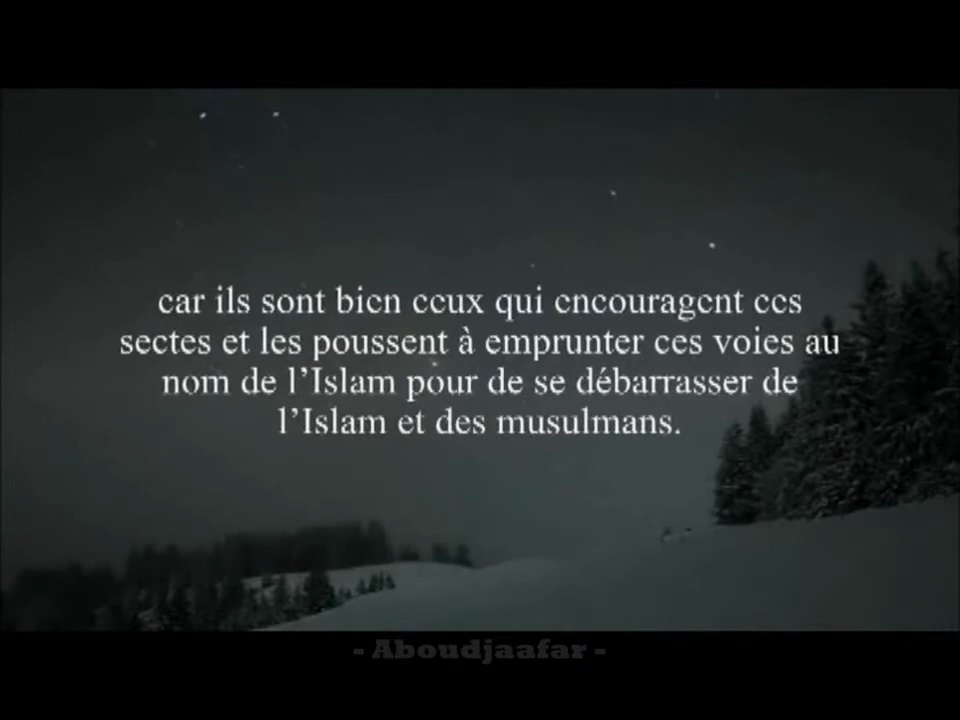 car ils sont bien ceux qui encouragent ces
sectes et les poussent à emprunter ces voies au
nom de l’Islam pour de se débarrasser de
l’Islam et des musulmans.
- Aboudjaafar -